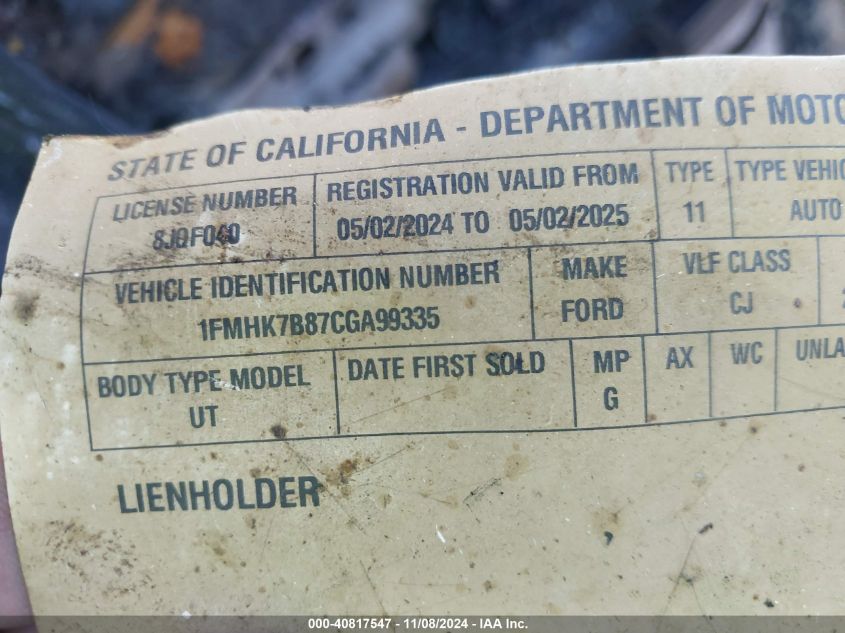 STATE OF CALIFORNIA - DEPARTMENT OF MOTO
LICENSE NUMBER REGISTRATION VALID FROM TYPE TYPE VEHIC
8JQF040 05/02/2024 TO 05/02/2025 11 AUTO
VEHICLE IDENTIFICATION NUMBER MAKE VLF CLASS
1FMHK7B87CGA99335 FORD CJ
BODY TYPE MODEL DATE FIRST SOLD MP AX WC UNLA
UT G
LIENHOLDER
000-40817547 - 11/08/2024 - IAA Inc.